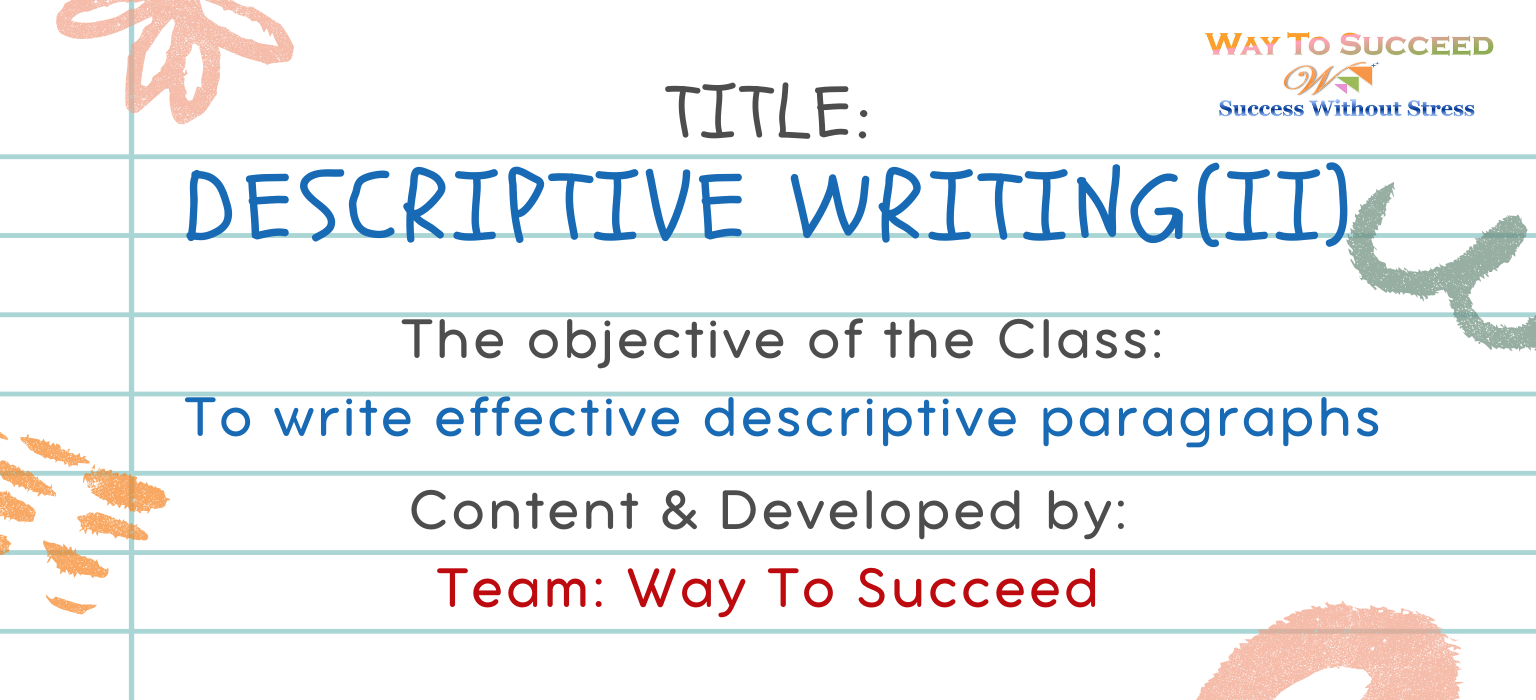 WAY TO SUCCEED
W
Success Without Stress
TITLE:
DESCRIPTIVE WRITING(II)
The objective of the Class:
To write effective descriptive paragraphs
Content & Developed by:
Team: Way To Succeed